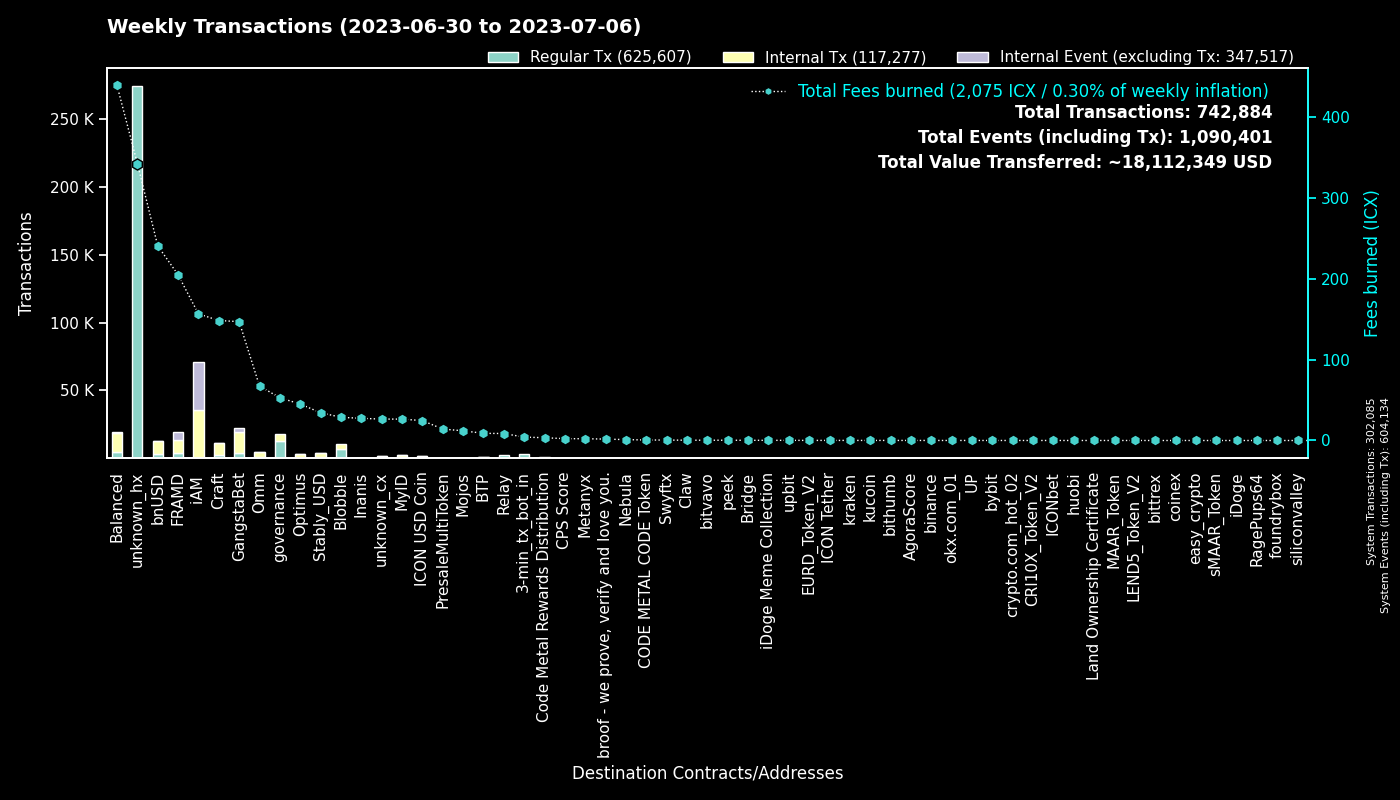 Weekly Transactions (2023-06-30 to 2023-07-06)
Regular Tx (625,607)
Internal Tx (117,277)
Internal Event (excluding Tx: 347,517)
Total Fees burned (2,075 ICX / 0.30% of weekly inflation)
Total Transactions: 742,884
Total Events (including Tx): 1,090,401
Total Value Transferred: ~18,112,349 USD
Transactions
250 K
200 K
150 K
100 K
50 K
400
300
200
100
0
Fees burned (ICX)
System Transactions: 302,085
System Events (including Tx): 604,134
Balanced
unknown_hx
bnUSD
FRAMD
iAM
Craft
GangstaBet
Omm
governance
Optimus
Stably_USD
Blobble
Inanis
unknown_cx
MyID
ICON USD Coin
PresaleMultiToken
Mojos
BTP
Relay
3-min_tx_bot_in
Code Metal Rewards Distribution
CPS Score
Metanyx
broof - we prove, verify and love you.
Nebula
CODE METAL CODE Token
Swyftx
Claw
bitvavo
peek
Bridge
iDoge Meme Collection
upbit
EURD_Token_V2
ICON Tether
kraken
kucoin
bithumb
AgoraScore
binance
okx.com_01
UP
bybit
crypto.com_hot_02
CRI10X_Token_V2
ICONbet
huobi
Land Ownership Certificate
MAAR_Token
LEND5_Token_V2
bittrex
coinex
easy_crypto
sMAAR_Token
iDoge
RagePups64
foundrybox
siliconvalley
Destination Contracts/Addresses